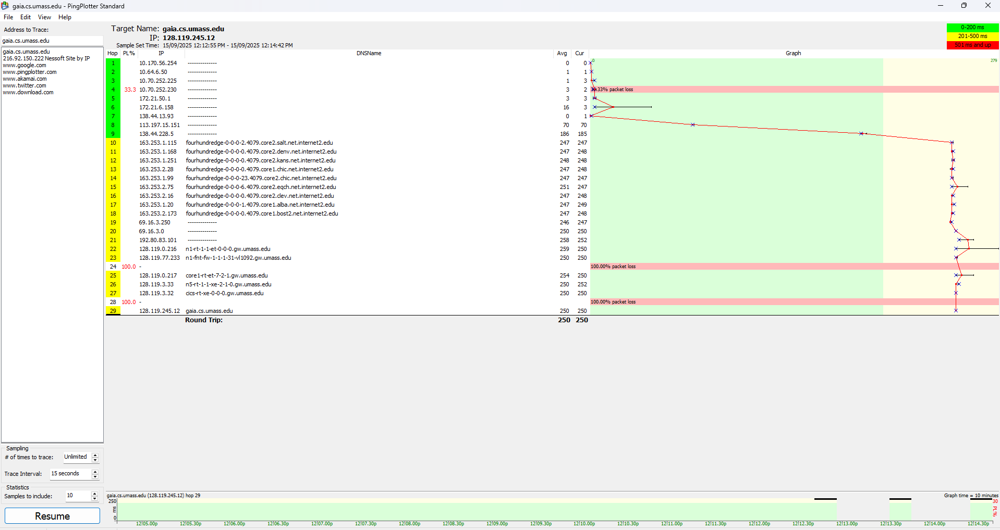 gaia.cs.umass.edu - PingPlotter Standard
File Edit View Help
Address to Trace:
gaia.cs.umass.edu
gaia.cs.umass.edu
216.92.150.222 Nessoft Site by IP
www.google.com
www.pingplotter.com
www.akamai.com
www.twitter.com
www.download.com
Target Name: gaia.cs.umass.edu
IP: 128.119.245.12
Sample Set Time: 15/09/2025 12:12:55 PM - 15/09/2025 12:14:42 PM
0-200 ms
201-500 ms
501 ms and up
Hop PL% IP DNSName Avg Cur Graph
0 279
1 10.170.56.254 -------------- 0 0
2 10.64.6.50 -------------- 1 1
3 10.70.252.225 -------------- 1 3
4 33.3 10.70.252.230 -------------- 3 2 .33% packet loss
5 172.21.50.1 -------------- 3 3
6 172.21.6.158 -------------- 16 3
7 138.44.13.93 -------------- 0 1
8 113.197.15.151 -------------- 70 70
9 138.44.228.5 -------------- 186 185
10 163.253.1.115 fourhundredge-0-0-0-2.4079.core2.salt.net.internet2.edu 247 247
11 163.253.1.168 fourhundredge-0-0-0-0.4079.core2.denv.net.internet2.edu 247 248
12 163.253.1.251 fourhundredge-0-0-0-0.4079.core2.kans.net.internet2.edu 248 248
13 163.253.2.28 fourhundredge-0-0-0-0.4079.core1.chic.net.internet2.edu 247 248
14 163.253.1.99 fourhundredge-0-0-0-23.4079.core2.chic.net.internet2.edu 247 247
15 163.253.2.75 fourhundredge-0-0-0-6.4079.core2.eqch.net.internet2.edu 251 247
16 163.253.2.16 fourhundredge-0-0-0-0.4079.core2.clev.net.internet2.edu 247 248
17 163.253.1.20 fourhundredge-0-0-0-1.4079.core1.alba.net.internet2.edu 247 249
18 163.253.2.173 fourhundredge-0-0-0-0.4079.core1.bost2.net.internet2.edu 247 248
19 69.16.3.250 -------------- 246 247
20 69.16.3.0 -------------- 250 250
21 192.80.83.101 -------------- 258 252
22 128.119.0.216 n1-rt-1-1-et-0-0-0.gw.umass.edu 259 250
23 128.119.77.233 n1-fnt-fw-1-1-1-31-vl1092.gw.umass.edu 250 250
24 100.0 - 100.00% packet loss
25 128.119.0.217 core1-rt-et-7-2-1.gw.umass.edu 254 250
26 128.119.3.33 n5-rt-1-1-xe-2-1-0.gw.umass.edu 250 252
27 128.119.3.32 cics-rt-xe-0-0-0.gw.umass.edu 250 250
28 100.0 - 100.00% packet loss
29 128.119.245.12 gaia.cs.umass.edu 250 250
Round Trip: 250 250
Sampling
# of times to trace: Unlimited
Trace Interval: 15 seconds
Statistics
Samples to include: 10
Resume
gaia.cs.umass.edu (128.119.245.12) hop 29 Graph time = 10 minutes
250 30
ms PL%
0
12!05.00p 12!05.30p 12!06.00p 12!06.30p 12!07.00p 12!07.30p 12!08.00p 12!08.30p 12!09.00p 12!09.30p 12!10.00p 12!10.30p 12!11.00p 12!11.30p 12!12.00p 12!12.30p 12!13.00p 12!13.30p 12!14.00p 12!14.30p